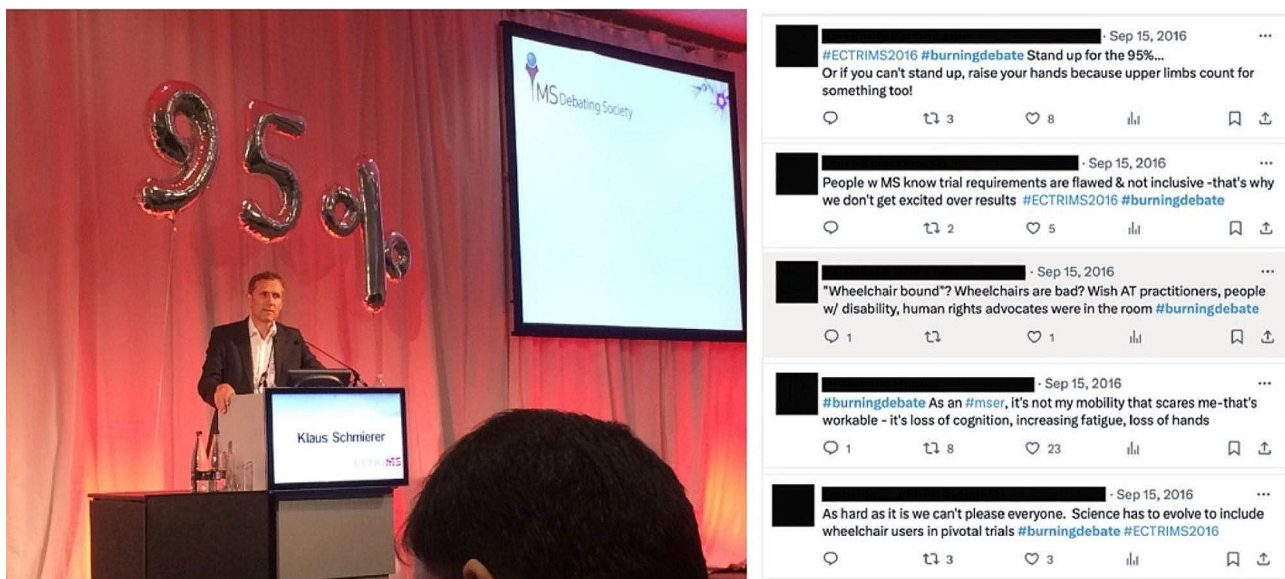 95%
MS Debating Society
Klaus Schmierer
ECTRIMS
· Sep 15, 2016
#ECTRIMS2016 #burningdebate Stand up for the 95%...
Or if you can't stand up, raise your hands because upper limbs count for
something too!
3 8
· Sep 15, 2016
People w MS know trial requirements are flawed & not inclusive -that's why
we don't get excited over results #ECTRIMS2016 #burningdebate
2 5
· Sep 15, 2016
"Wheelchair bound"? Wheelchairs are bad? Wish AT practitioners, people
w/ disability, human rights advocates were in the room #burningdebate
1 1
· Sep 15, 2016
#burningdebate As an #mser, it's not my mobility that scares me-that's
workable - it's loss of cognition, increasing fatigue, loss of hands
1 8 23
· Sep 15, 2016
As hard as it is we can't please everyone. Science has to evolve to include
wheelchair users in pivotal trials #burningdebate #ECTRIMS2016
3 3